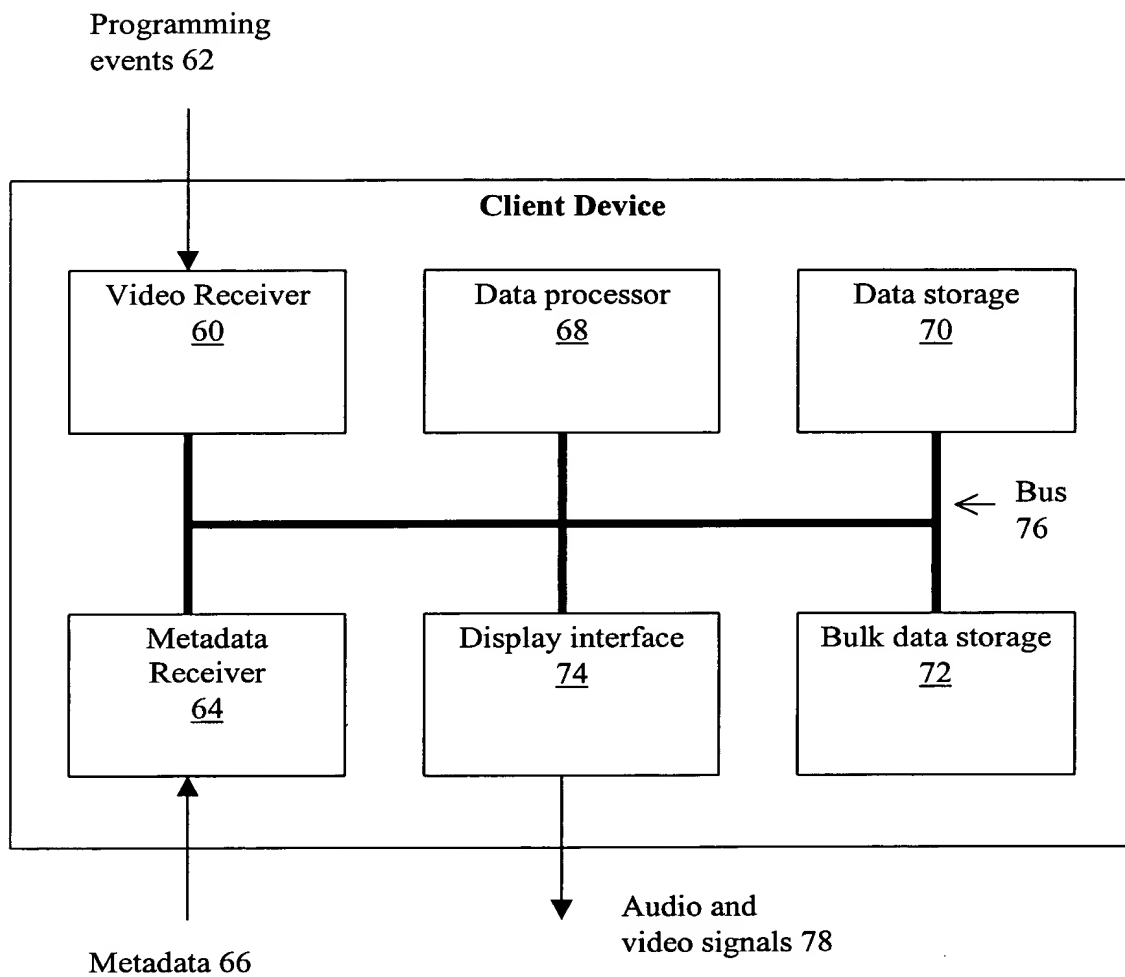 Programming
events 62
Client Device
Video Receiver
60
Data processor
68
Data storage
70
Bus
76
Metadata
Receiver
64
Display interface
74
Bulk data storage
72
Audio and
video signals 78
Metadata 66